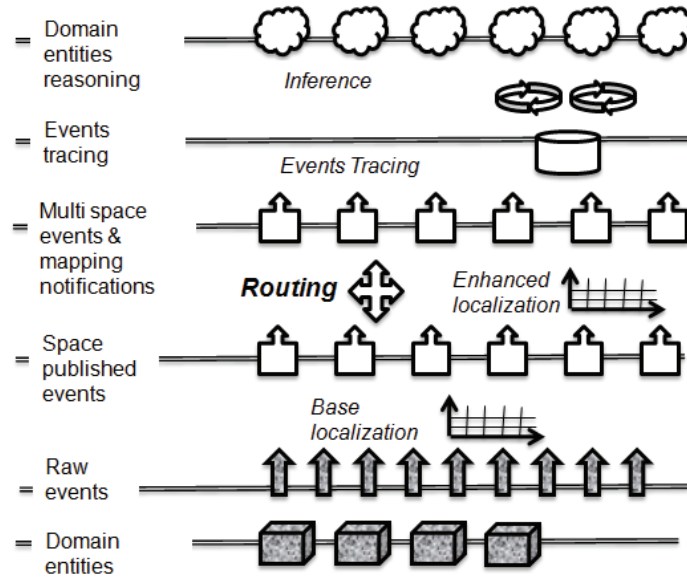 Domain
entities
reasoning
Inference
Events
tracing
Events Tracing
Multi space
events &
mapping
notifications
Routing
Enhanced
localization
Space
published
events
Base
localization
Raw
events
Domain
entities